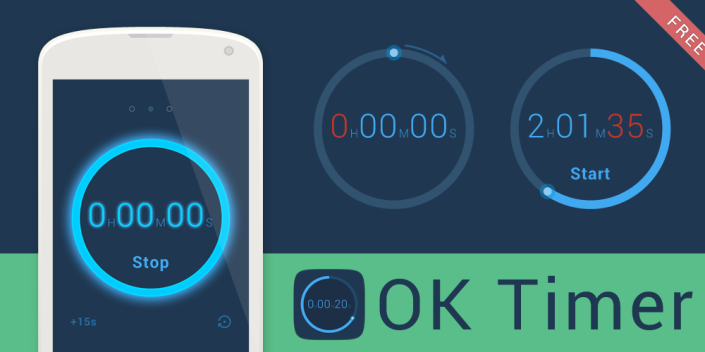 FREE
0H00M00S
Stop
+15s
0H00M00S
2H01M35S
Start
0:00:20
OK Timer